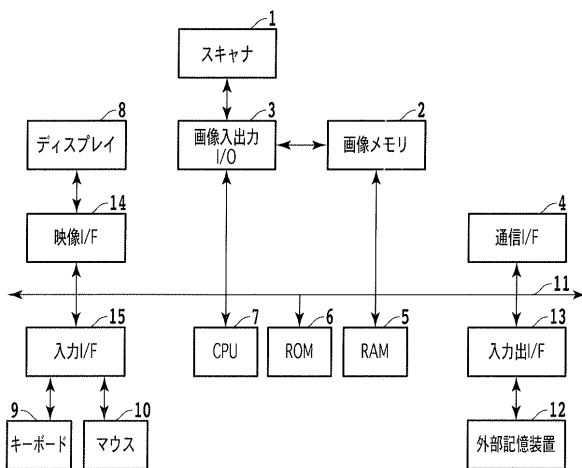 1
スキャナ
8
3
2
ディスプレイ
画像入出力
I/O
画像メモリ
14
4
映像I/F
通信I/F
11
15
7
6
5
13
入力I/F
CPU
ROM
RAM
入力出I/F
9
10
12
キーボード
マウス
外部記憶装置